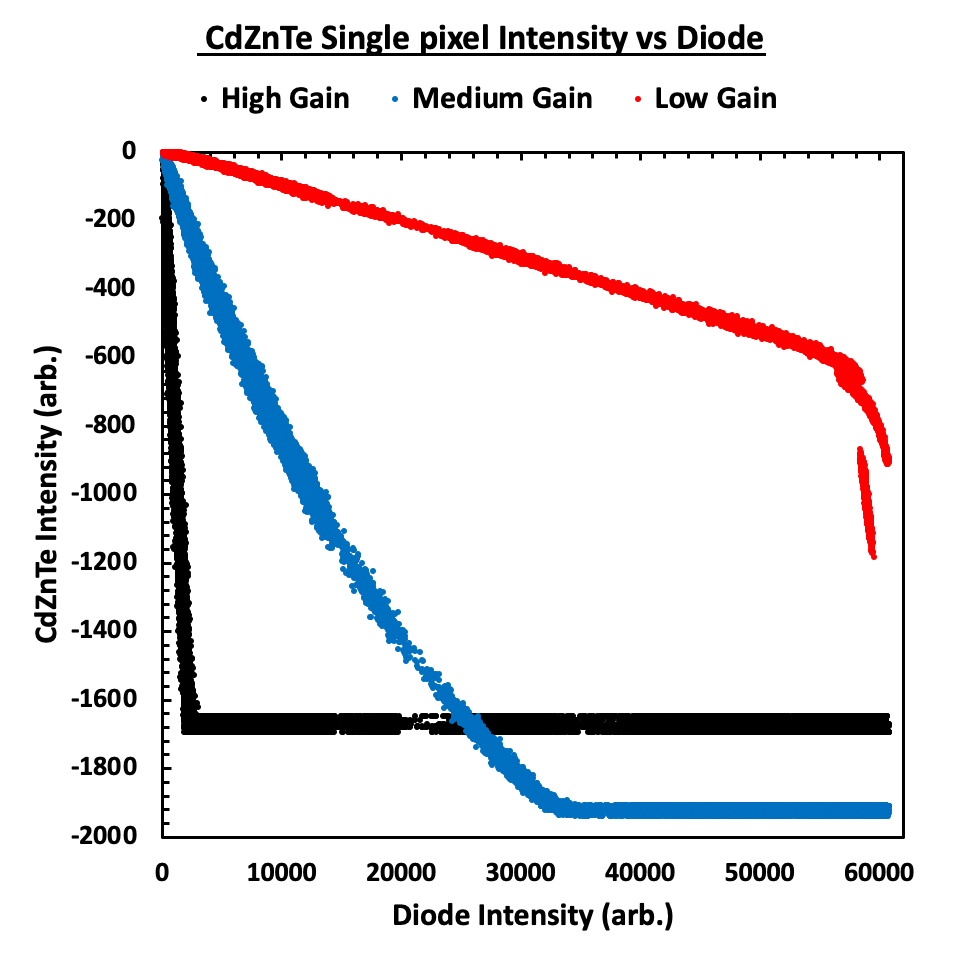 CdZnTe Single pixel Intensity vs Diode
High Gain Medium Gain Low Gain
0
-200
-400
-600
-800
-1000
-1200
-1400
-1600
-1800
-2000
CdZnTe Intensity (arb.)
0 10000 20000 30000 40000 50000 60000
Diode Intensity (arb.)